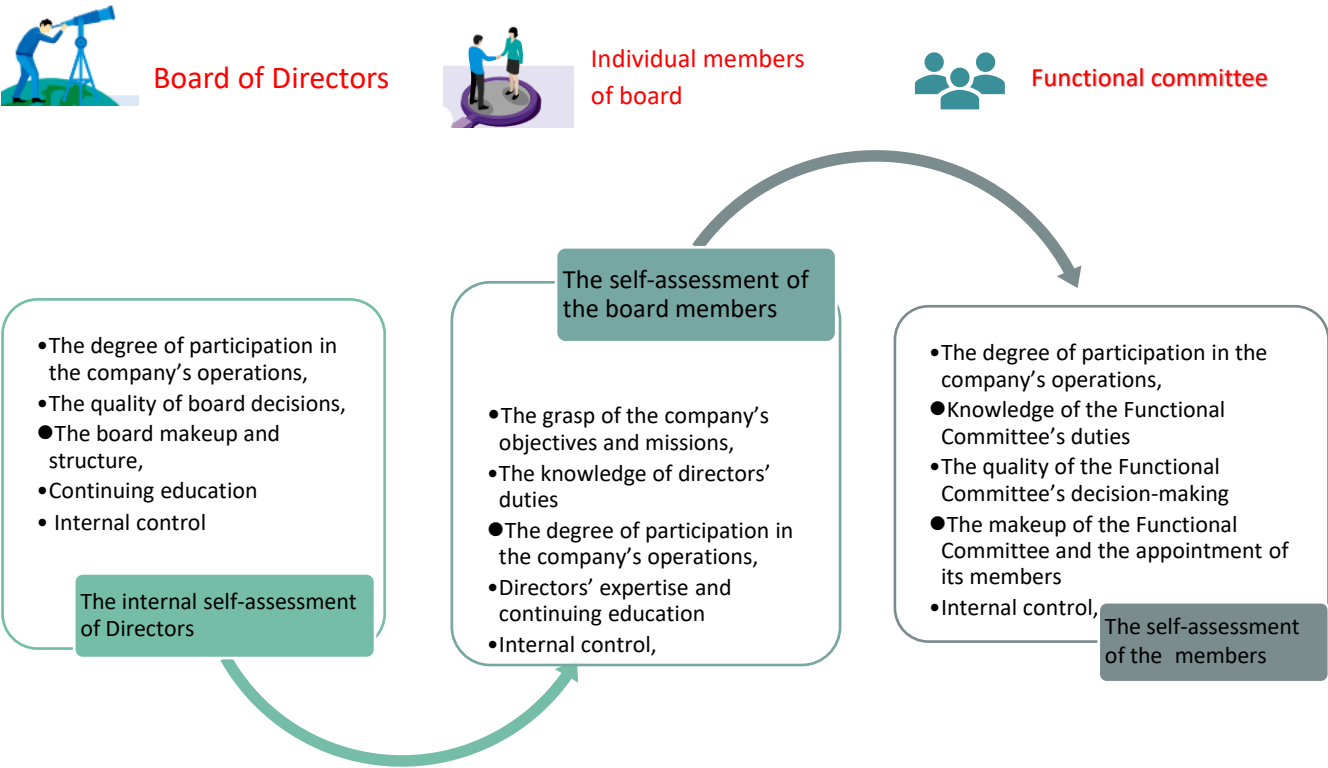 Board of Directors
Individual members
of board
Functional committee
•The degree of participation in
the company’s operations,
•The quality of board decisions,
●The board makeup and
structure,
•Continuing education
• Internal control
The internal self-assessment
of Directors
The self-assessment of
the board members
•The grasp of the company’s
objectives and missions,
•The knowledge of directors’
duties
●The degree of participation in
the company’s operations,
•Directors’ expertise and
continuing education
•Internal control,
•The degree of participation in the
company’s operations,
●Knowledge of the Functional
Committee’s duties
•The quality of the Functional
Committee’s decision-making
●The makeup of the Functional
Committee and the appointment of
its members
•Internal control,
The self-assessment
of the  members